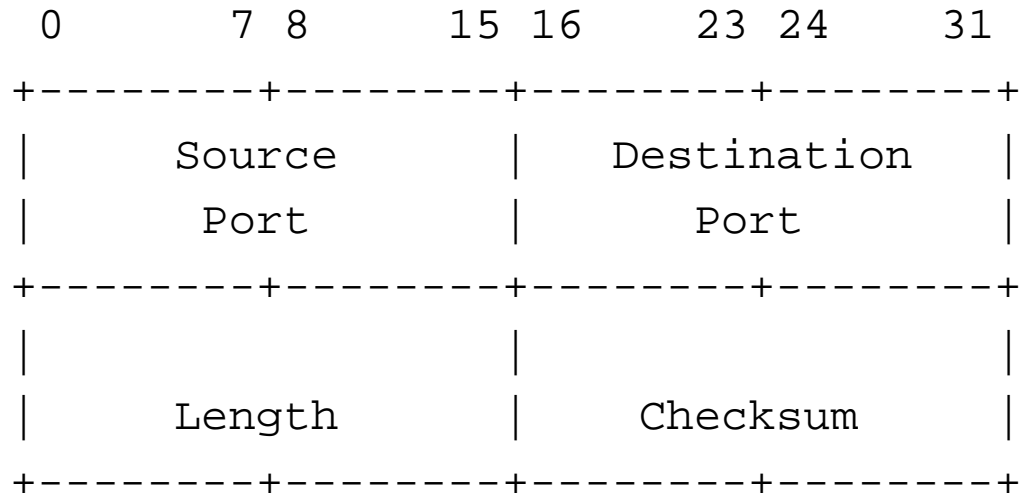 0      7 8     15 16    23 24    31
+--------+--------+--------+--------+
|     Source      |   Destination   |
|      Port       |      Port       |
+--------+--------+--------+--------+
|                 |                 |
|     Length      |    Checksum     |
+--------+--------+--------+--------+